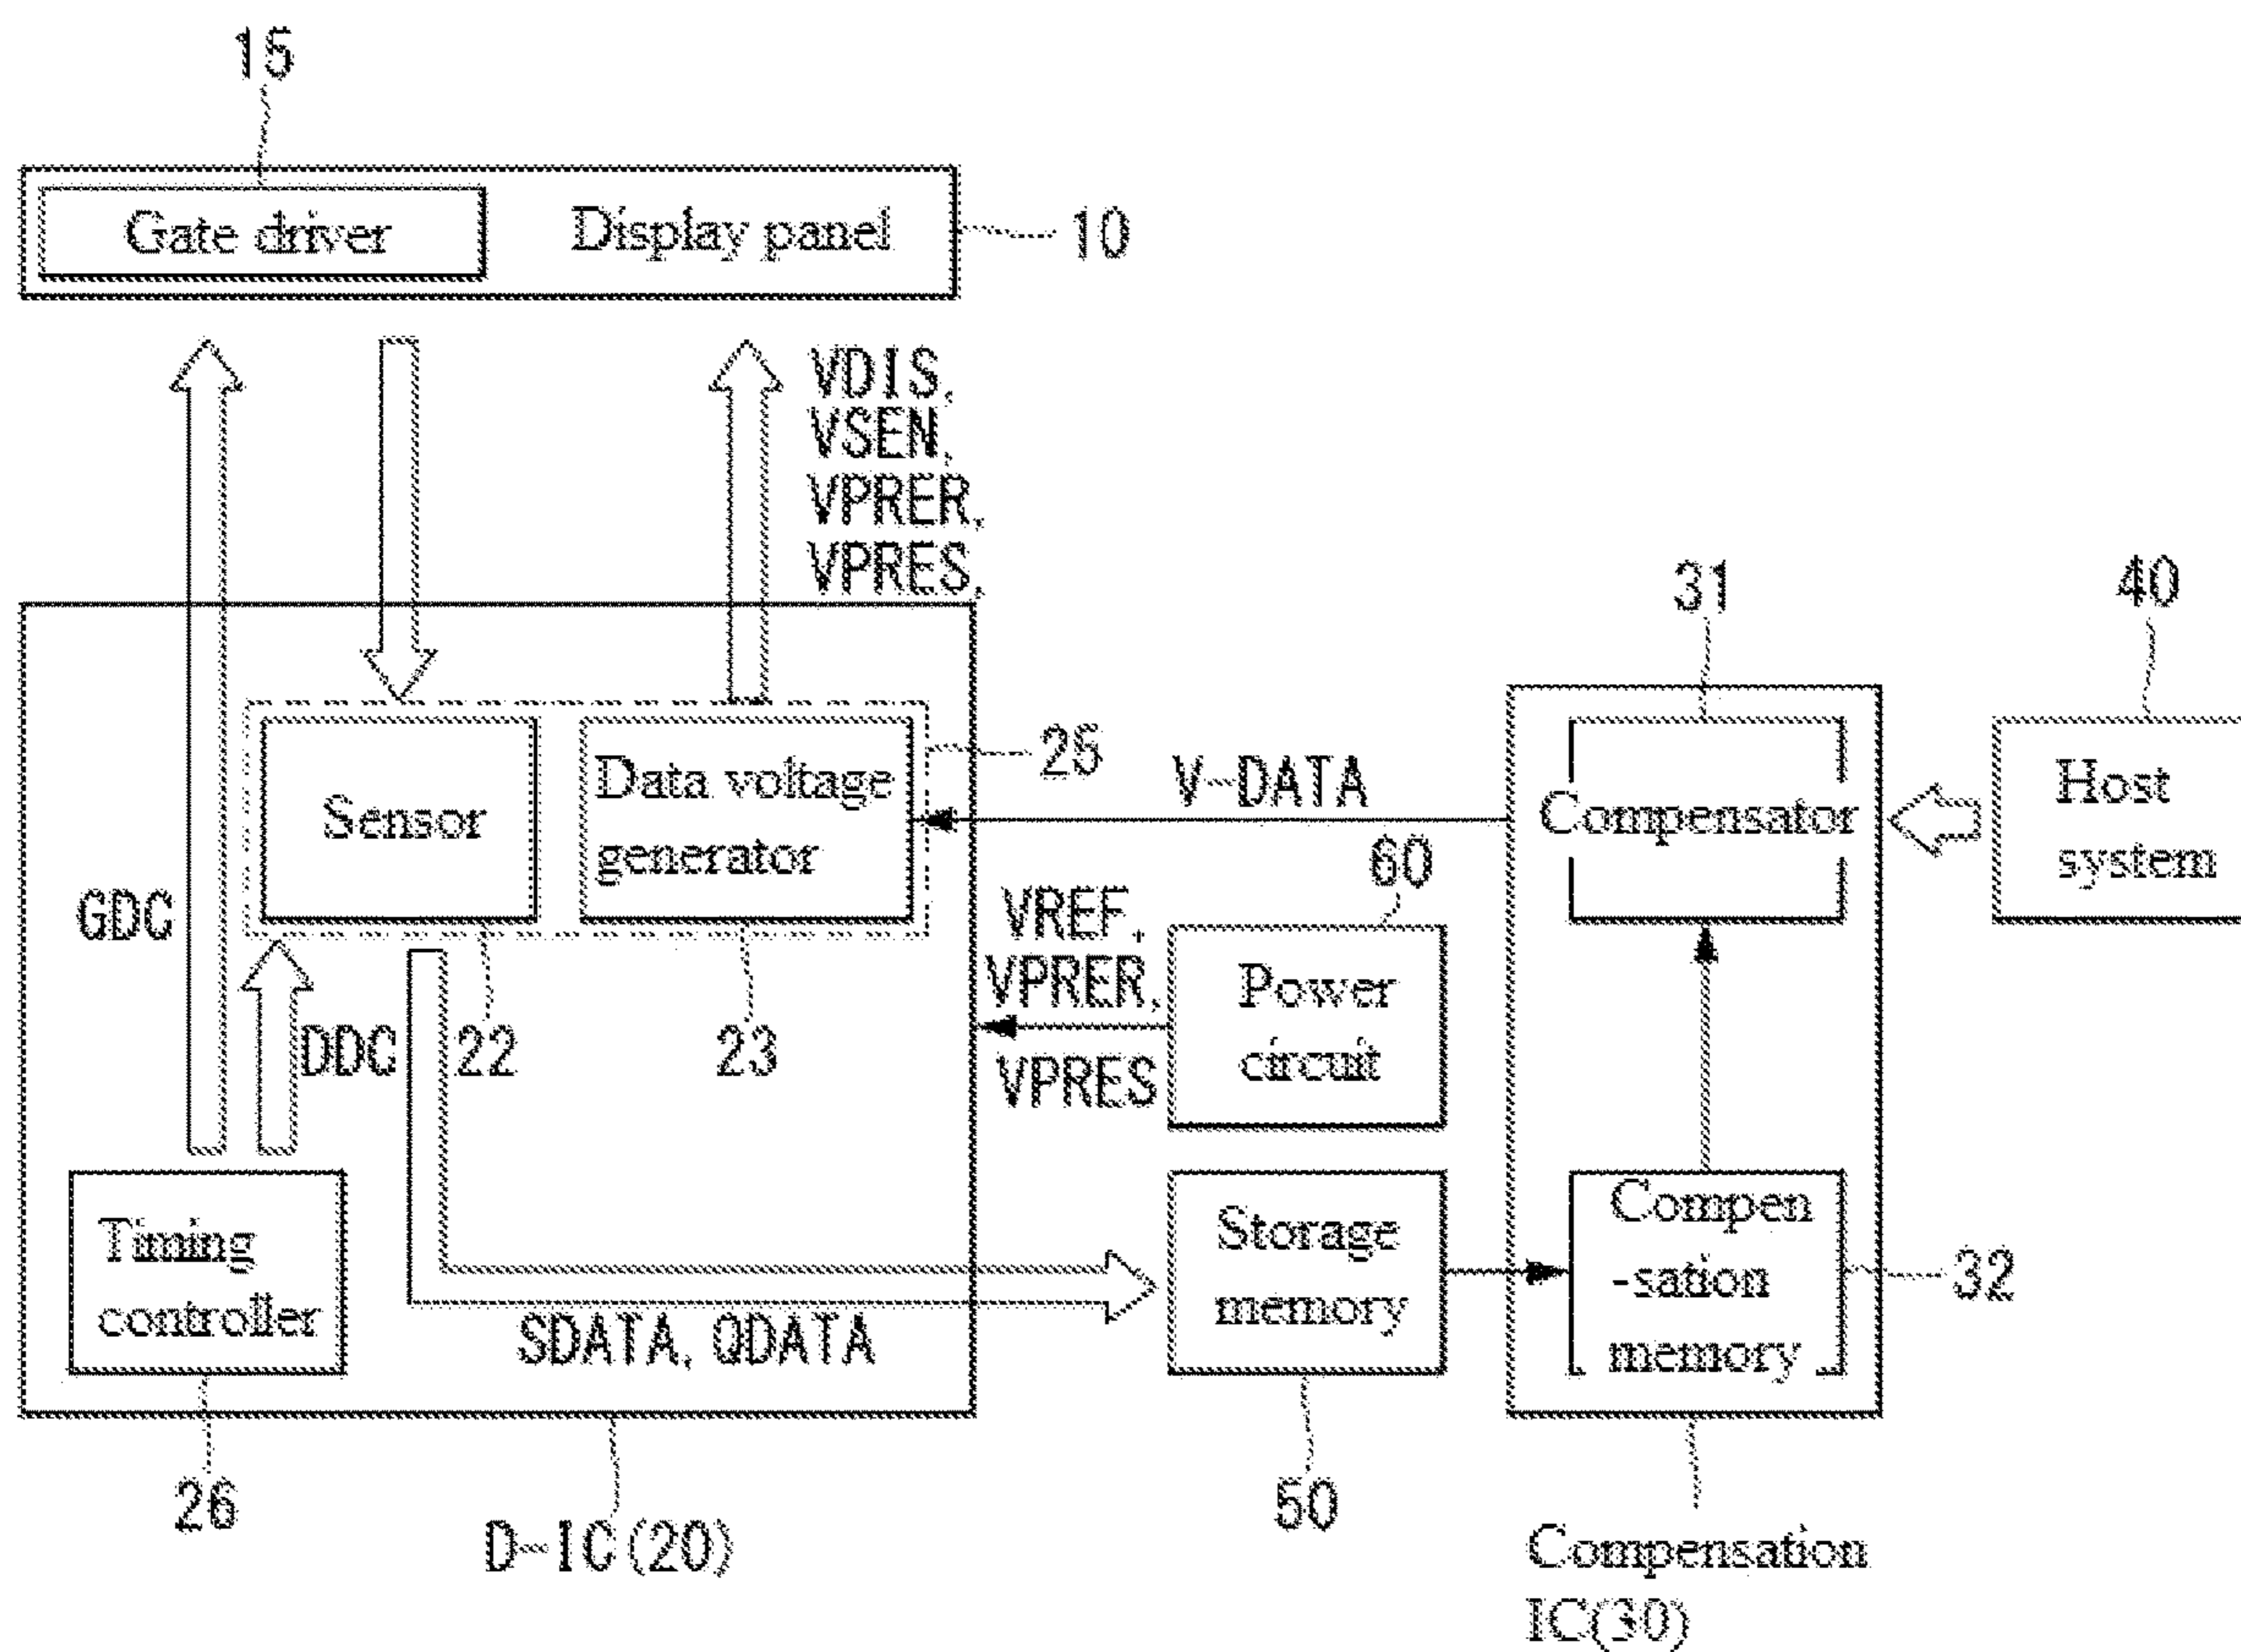 15
Gate driver
Display panel
10
VDIS,
VSEN,
VPRER,
VPRES,
31
40
Sensor
Data voltage
generator
25
V-DATA
Compensator
Host
system
60
GDC
DDC
22
23
VREF,
VPRER,
VPRES
Power
circuit
Timing
controller
SDATA, QDATA
Storage
memory
Compen
-sation
memory
32
26
D-IC(20)
50
Compensation
IC(30)